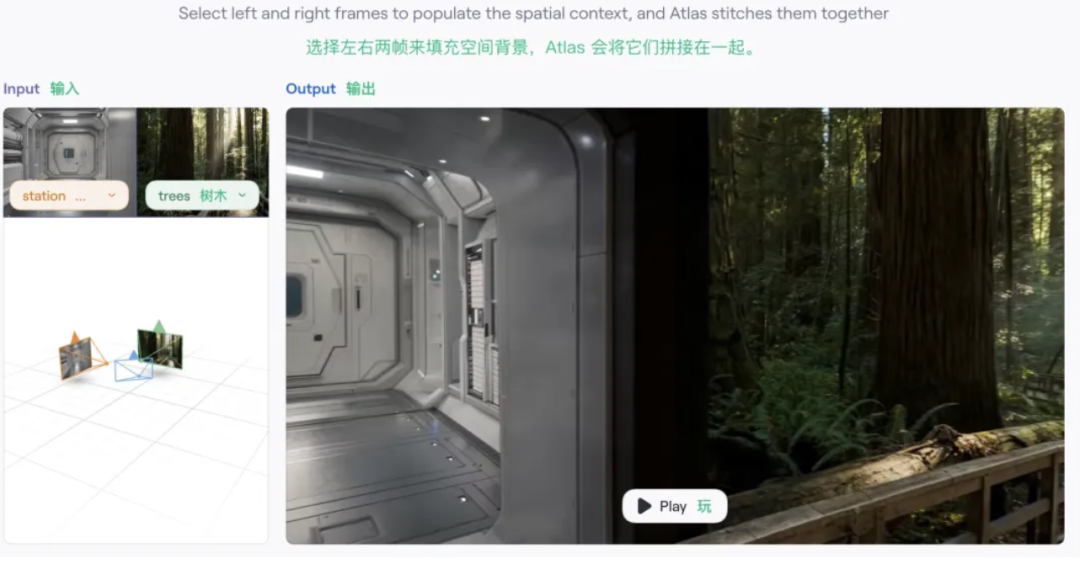 Select left and right frames to populate the spatial context, and Atlas stitches them together
选择左右两帧来填充空间背景，Atlas 会将它们拼接在一起。
Input 输入
Output 输出
station ...
trees 树木
Play 玩